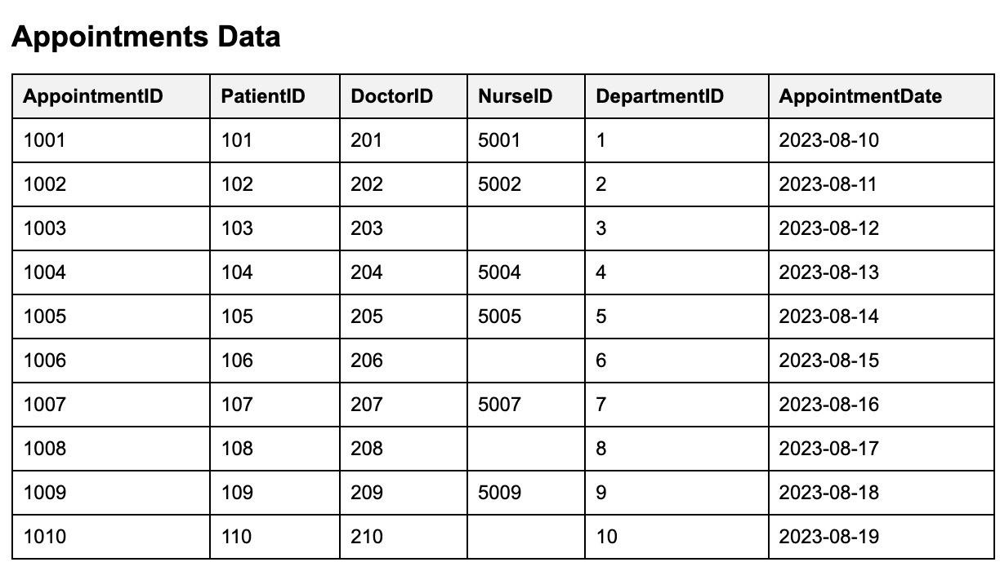 Appointments Data
AppointmentID PatientID DoctorID NurseID DepartmentID AppointmentDate
1001 101 201 5001 1 2023-08-10
1002 102 202 5002 2 2023-08-11
1003 103 203 3 2023-08-12
1004 104 204 5004 4 2023-08-13
1005 105 205 5005 5 2023-08-14
1006 106 206 6 2023-08-15
1007 107 207 5007 7 2023-08-16
1008 108 208 8 2023-08-17
1009 109 209 5009 9 2023-08-18
1010 110 210 10 2023-08-19